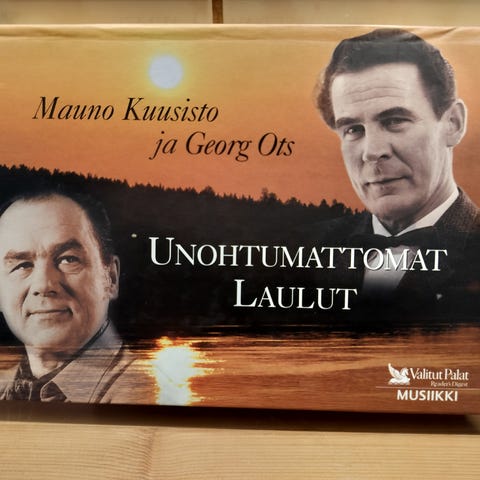 Mauno Kuusisto
ja Georg Ots
UNOHTUMATTOMAT
LAULUT
Valitut Palat
Reader's Digest
MUSIIKKI